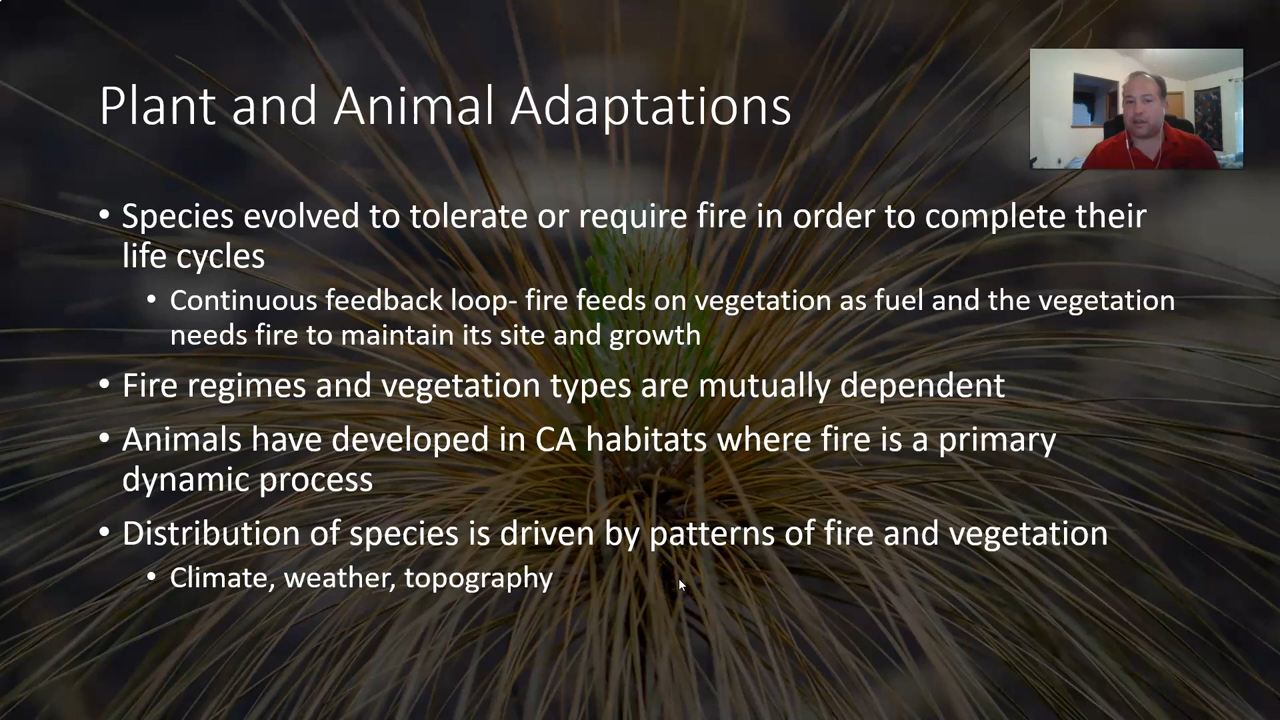 Plant and Animal Adaptations
• Species evolved to tolerate or require fire in order to complete their
life cycles
• Continuous feedback loop- fire feeds on vegetation as fuel and the vegetation
needs fire to maintain its site and growth
• Fire regimes and vegetation types are mutually dependent
• Animals have developed in CA habitats where fire is a primary
dynamic process
• Distribution of species is driven by patterns of fire and vegetation
• Climate, weather, topography